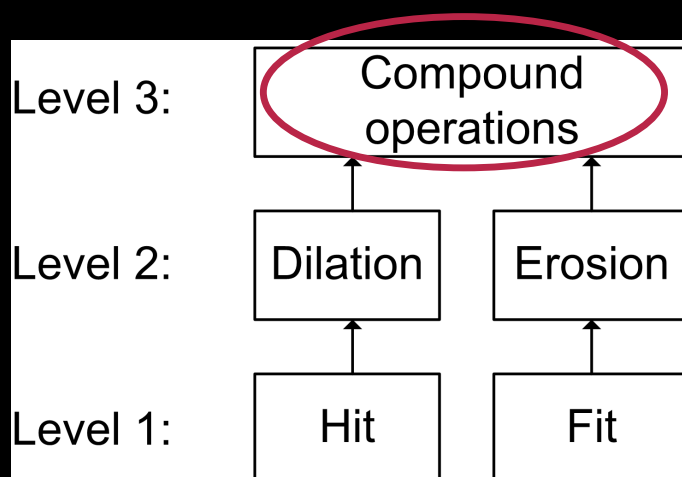 Level 3:
Compound
operations
Level 2:
Dilation
Erosion
Level 1:
Hit
Fit